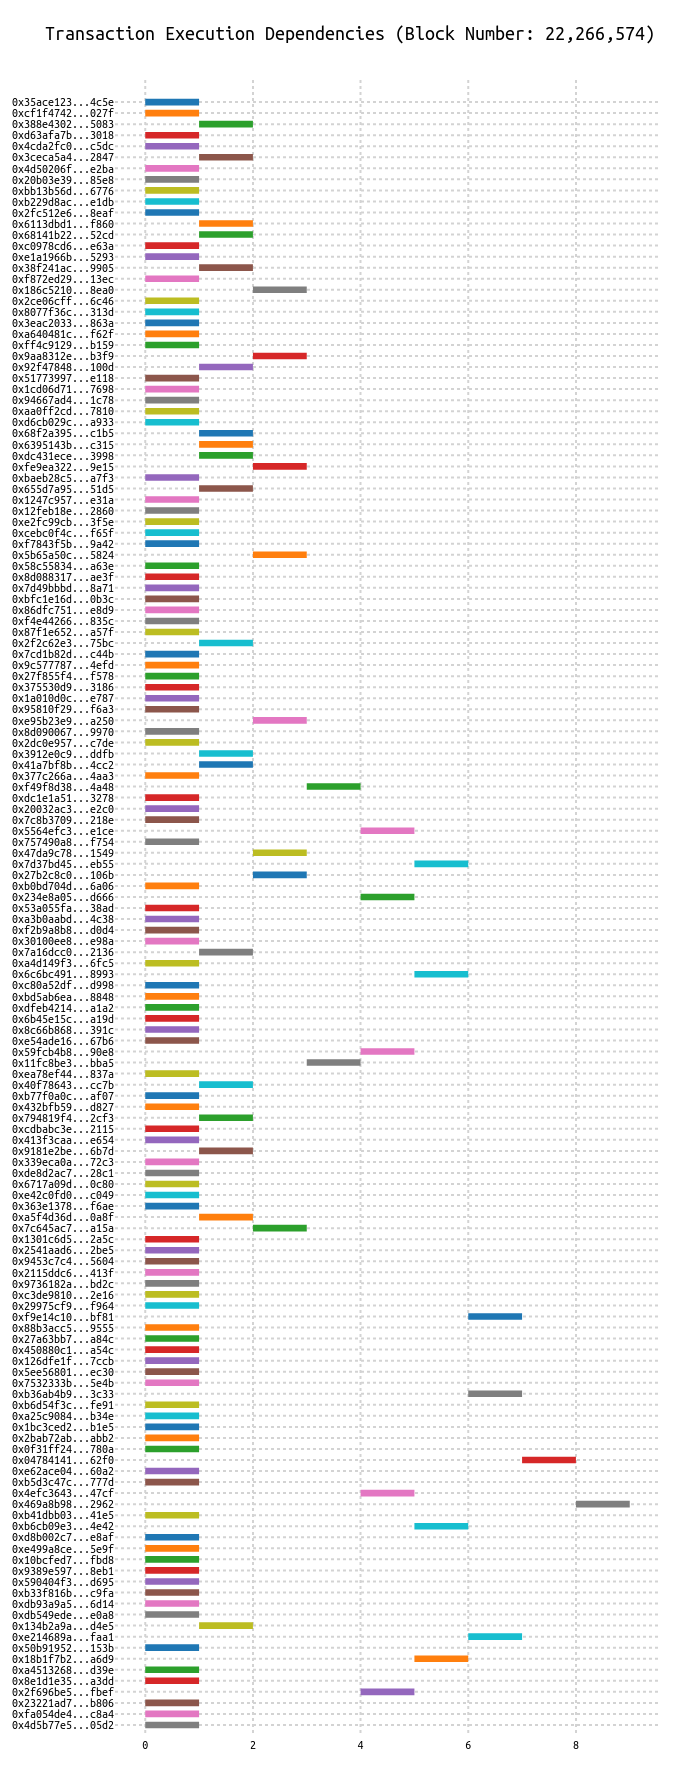 Transaction Execution Dependencies (Block Number: 22,266,574)
0x35ace123...4c5e
0xcf1f4742...027f
0x388e4302...5083
0xd63afa7b...3018
0x4cda2fc0...c5dc
0x3ceca5a4...2847
0x4d50206f...e2ba
0x20b03e39...85e8
0xbb13b56d...6776
0xb229d8ac...e1db
0x2fc512e6...8eaf
0x6113dbd1...f860
0x68141b22...52cd
0xc0978cd6...e63a
0xe1a1966b...5293
0x38f241ac...9905
0xf872ed29...13ec
0x186c5210...8ea0
0x2ce06cff...6c46
0x8077f36c...313d
0x3eac2033...863a
0xa640481c...f62f
0xff4c9129...b159
0x9aa8312e...b3f9
0x92f47848...100d
0x51773997...e118
0x1cd06d71...7698
0x94667ad4...1c78
0xaa0ff2cd...7810
0xd6cb029c...a933
0x68f2a395...c1b5
0x6395143b...c315
0xdc431ece...3998
0xfe9ea322...9e15
0xbaeb28c5...a7f3
0x655d7a95...51d5
0x1247c957...e31a
0x12feb18e...2860
0xe2fc99cb...3f5e
0xcebc0f4c...f65f
0xf7843f5b...9a42
0x5b65a50c...5824
0x58c55834...a63e
0x8d088317...ae3f
0x7d49bbbd...8a71
0xbfc1e16d...0b3c
0x86dfc751...e8d9
0xf4e44266...835c
0x87f1e652...a57f
0x2f2c62e3...75bc
0x7cd1b82d...c44b
0x9c577787...4efd
0x27f855f4...f578
0x375530d9...3186
0x1a010d0c...e787
0x95810f29...f6a3
0xe95b23e9...a250
0x8d090067...9970
0x2dc0e957...c7de
0x3912e0c9...ddfb
0x41a7bf8b...4cc2
0x377c266a...4aa3
0xf49f8d38...4a48
0xdc1e1a51...3278
0x20032ac3...e2c0
0x7c8b3709...218e
0x5564efc3...e1ce
0x757490a8...f754
0x47da9c78...1549
0x7d37bd45...eb55
0x27b2c8c0...106b
0xb0bd704d...6a06
0x234e8a05...d666
0x53a055fa...38ad
0xa3b0aabd...4c38
0xf2b9a8b8...d0d4
0x30100ee8...e98a
0x7a16dcc0...2136
0xa4d149f3...6fc5
0x6c6bc491...8993
0xc80a52df...d998
0xbd5ab6ea...8848
0xdfeb4214...a1a2
0x6b45e15c...a19d
0x8c66b868...391c
0xe54ade16...67b6
0x59fcb4b8...90e8
0x11fc8be3...bba5
0xea78ef44...837a
0x40f78643...cc7b
0xb77f0a0c...af07
0x432bfb59...d827
0x794819f4...2cf3
0xcdbabc3e...2115
0x413f3caa...e654
0x9181e2be...6b7d
0x339eca0a...72c3
0xde8d2ac7...28c1
0x6717a09d...0c80
0xe42c0fd0...c049
0x363e1378...f6ae
0xa5f4d36d...0a8f
0x7c645ac7...a15a
0x1301c6d5...2a5c
0x2541aad6...2be5
0x9453c7c4...5604
0x2115ddc6...413f
0x9736182a...bd2c
0xc3de9810...2e16
0x29975cf9...f964
0xf9e14c10...bf81
0x88b3acc5...9555
0x27a63bb7...a84c
0x450880c1...a54c
0x126dfe1f...7ccb
0x5ee56801...ec30
0x7532333b...5e4b
0xb36ab4b9...3c33
0xb6d54f3c...fe91
0xa25c9084...b34e
0x1bc3ced2...b1e5
0x2bab72ab...abb2
0x0f31ff24...780a
0x04784141...62f0
0xe62ace04...60a2
0xb5d3c47c...777d
0x4efc3643...47cf
0x469a8b98...2962
0xb41dbb03...41e5
0xb6cb09e3...4e42
0xd8b002c7...e8af
0xe499a8ce...5e9f
0x10bcfed7...fbd8
0x9389e597...8eb1
0x590404f3...d695
0xb33f816b...c9fa
0xdb93a9a5...6d14
0xdb549ede...e0a8
0x134b2a9a...d4e5
0xe214689a...faa1
0x50b91952...153b
0x18b1f7b2...a6d9
0xa4513268...d39e
0x8e1d1e35...a3dd
0x2f696be5...fbef
0x23221ad7...b806
0xfa054de4...c8a4
0x4d5b77e5...05d2
0 2 4 6 8